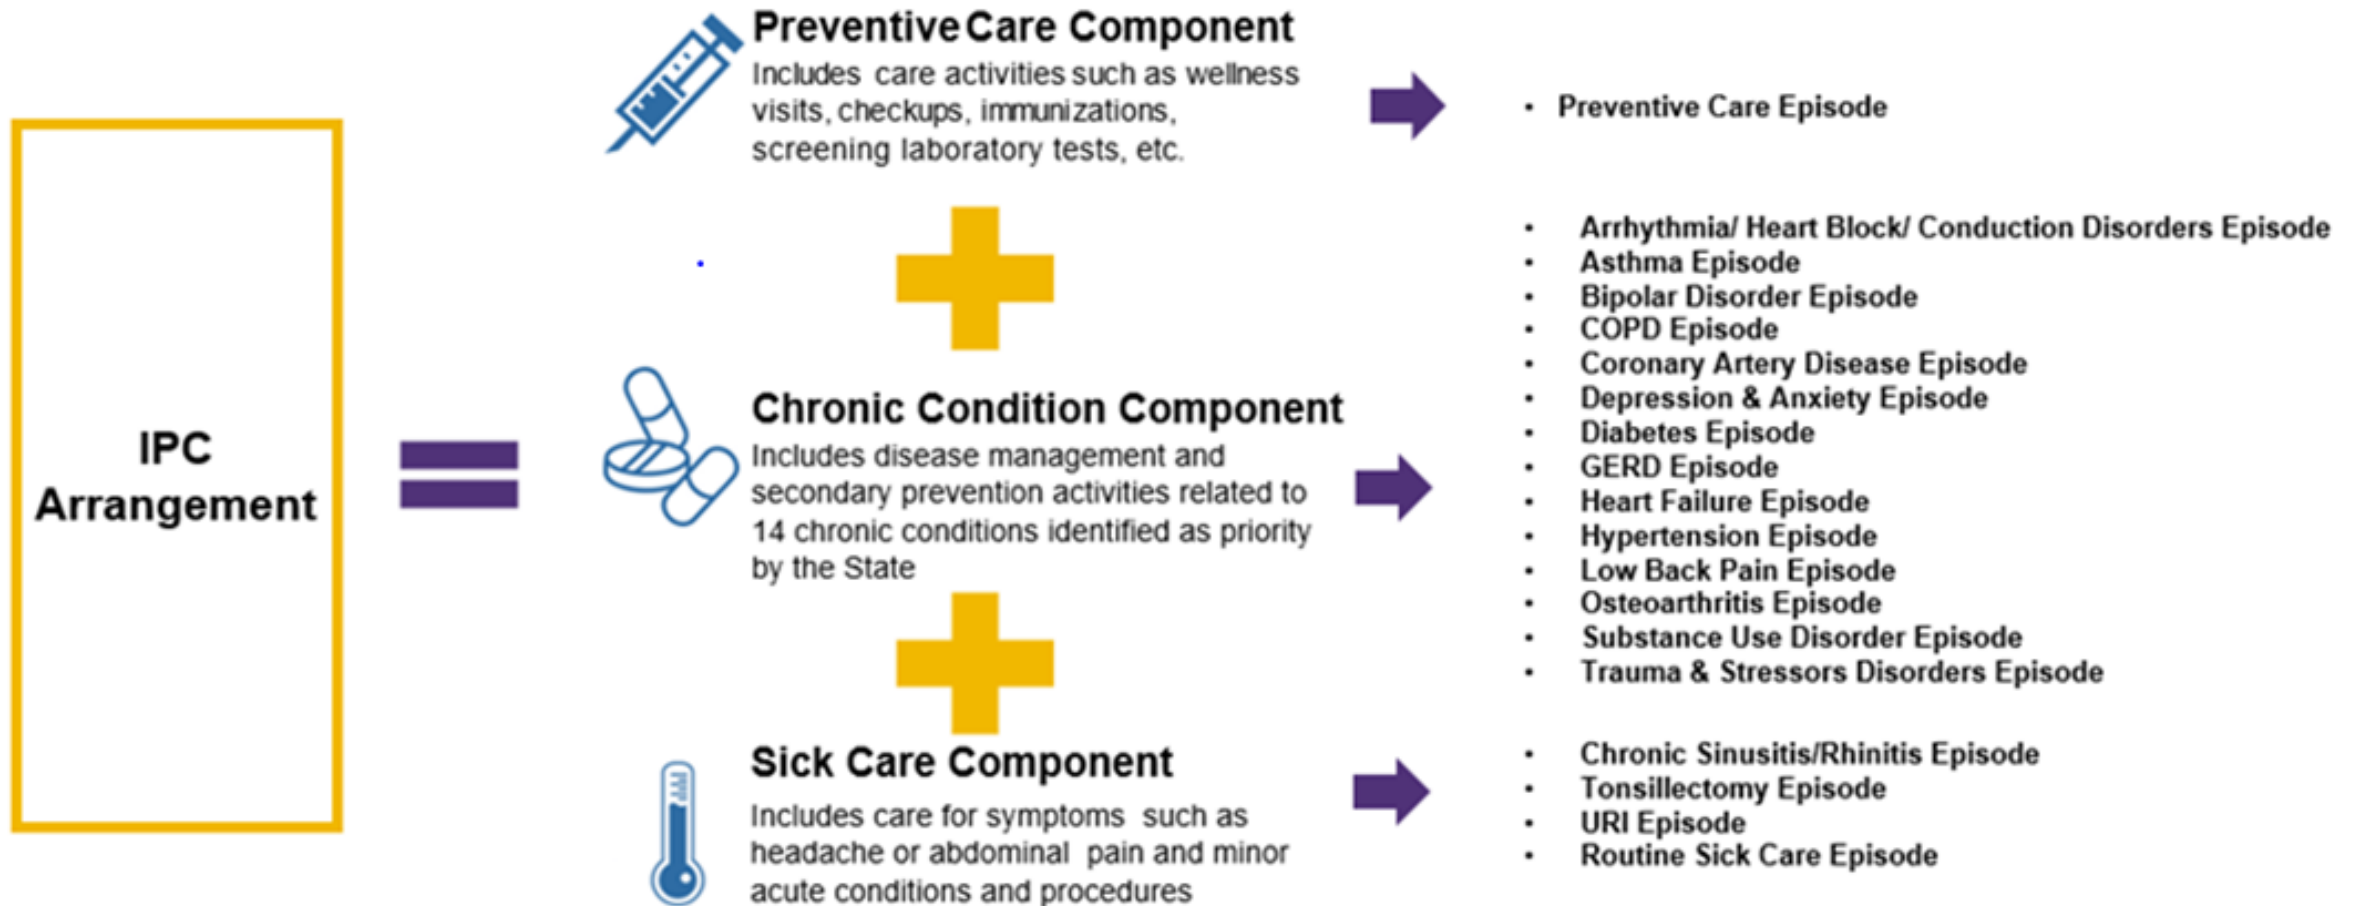 IPC
Arrangement
Preventive Care Component
Includes care activities such as wellness
visits, checkups, immunizations,
screening laboratory tests, etc.
• Preventive Care Episode
Chronic Condition Component
Includes disease management and
secondary prevention activities related to
14 chronic conditions identified as priority
by the State
• Arrhythmia/ Heart Block/ Conduction Disorders Episode
• Asthma Episode
• Bipolar Disorder Episode
• COPD Episode
• Coronary Artery Disease Episode
• Depression & Anxiety Episode
• Diabetes Episode
• GERD Episode
• Heart Failure Episode
• Hypertension Episode
• Low Back Pain Episode
• Osteoarthritis Episode
• Substance Use Disorder Episode
• Trauma & Stressors Disorders Episode
Sick Care Component
Includes care for symptoms such as
headache or abdominal pain and minor
acute conditions and procedures
• Chronic Sinusitis/Rhinitis Episode
• Tonsillectomy Episode
• URI Episode
• Routine Sick Care Episode